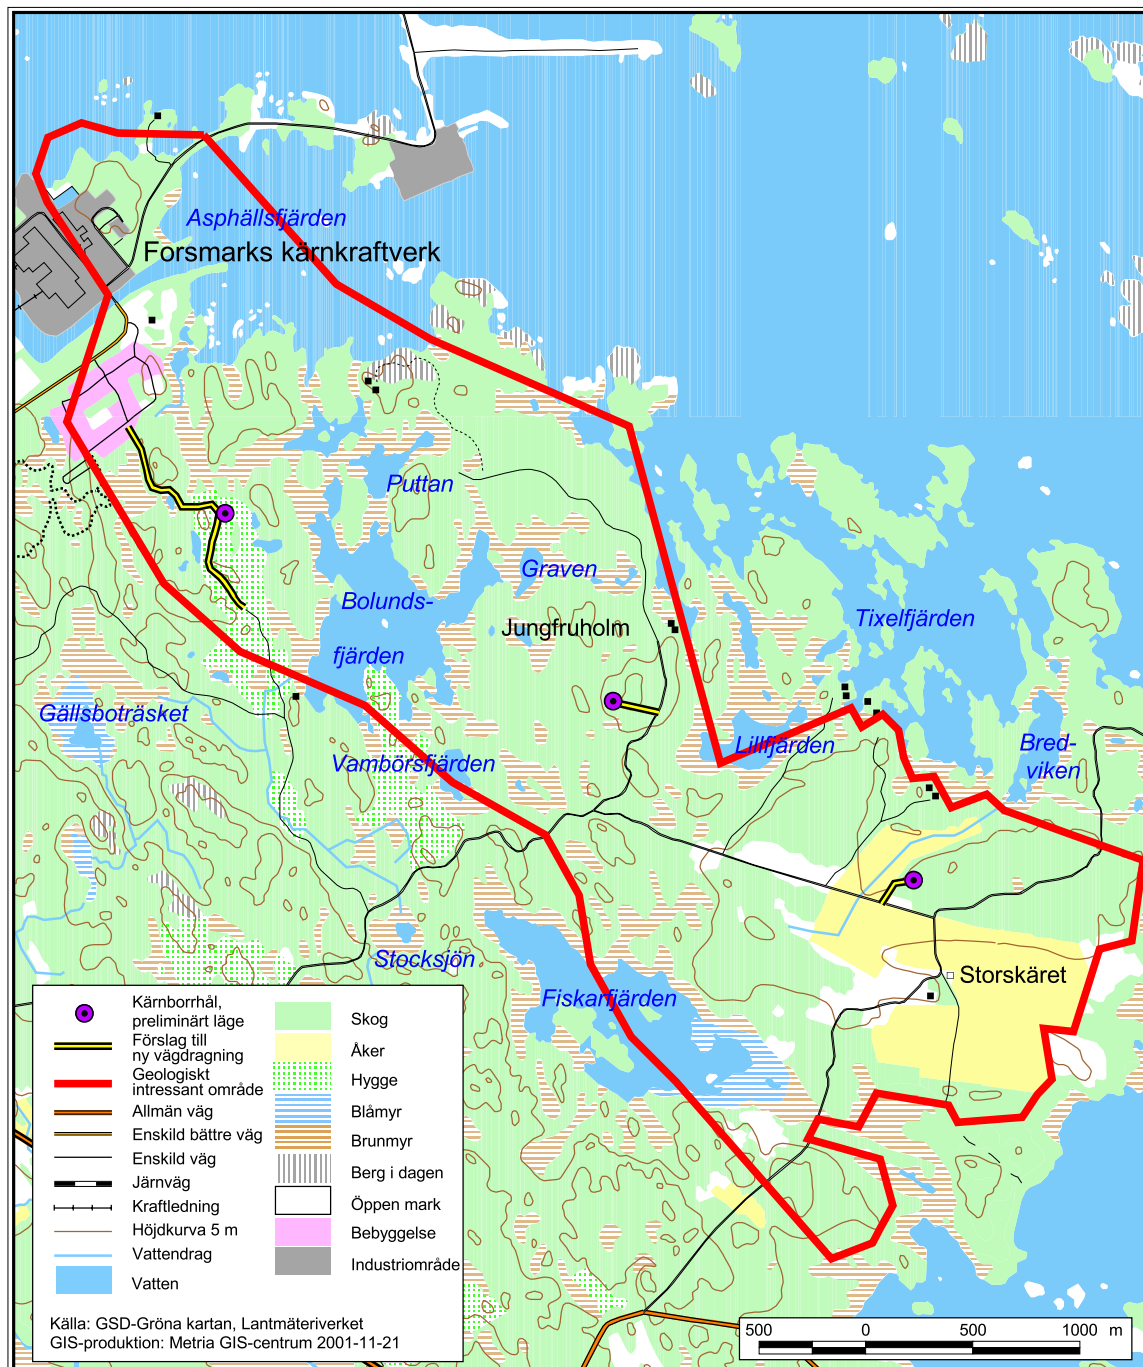 Asphällsfjärden
Forsmarks kärnkraftverk
Puttan
Graven
Bolunds-
fjärden
Jungfruholm
Tixelfjärden
Gällsboträsket
Lillfjärden
Bred-
viken
Vambörsfjärden
Stocksjön
Fiskarfjärden
Storskäret
Kärnborrhål,
preliminärt läge
Förslag till
ny vägdragning
Geologiskt
intressant område
Allmän väg
Enskild bättre väg
Enskild väg
Järnväg
Kraftledning
Höjdkurva 5 m
Vattendrag
Vatten
Skog
Åker
Hygge
Blåmyr
Brunmyr
Berg i dagen
Öppen mark
Bebyggelse
Industriområde
Källa: GSD-Gröna kartan, Lantmäteriverket
GIS-produktion: Metria GIS-centrum 2001-11-21
500 0 500 1000 m